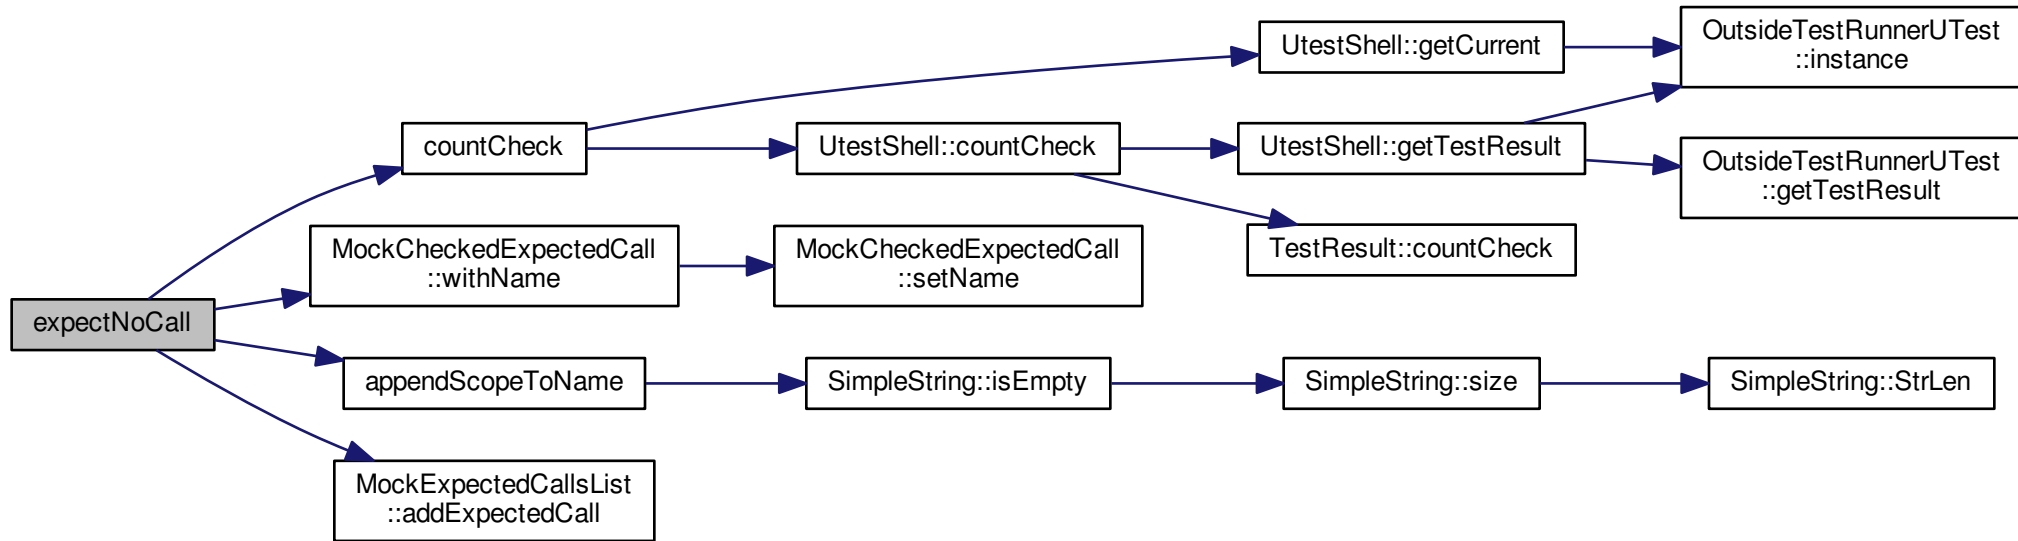 expectNoCall
countCheck
MockCheckedExpectedCall
::withName
appendScopeToName
MockExpectedCallsList
::addExpectedCall
UtestShell::countCheck
MockCheckedExpectedCall
::setName
SimpleString::isEmpty
UtestShell::getCurrent
UtestShell::getTestResult
TestResult::countCheck
SimpleString::size
OutsideTestRunnerUTest
::instance
OutsideTestRunnerUTest
::getTestResult
SimpleString::StrLen